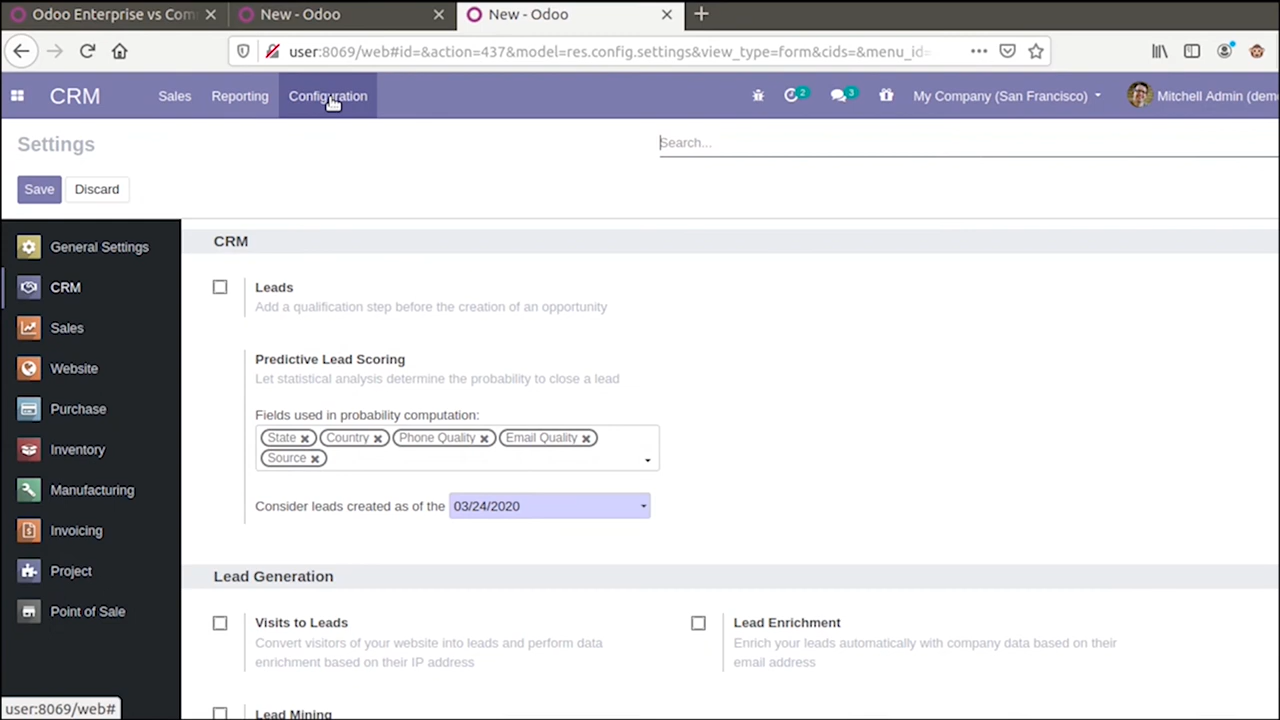 Odoo Enterprise vs Com
New - Odoo
New - Odoo
user:8069/web#id=&action=437&model=res.config.settings&view_type=form&cids=&menu_id=
CRM
Sales
Reporting
Configuration
2
3
My Company (San Francisco)
Mitchell Admin (dem
Settings
Search...
Save
Discard
General Settings
CRM
Sales
Website
Purchase
Inventory
Manufacturing
Invoicing
Project
Point of Sale
CRM
Leads
Add a qualification step before the creation of an opportunity
Predictive Lead Scoring
Let statistical analysis determine the probability to close a lead
Fields used in probability computation:
State
Country
Phone Quality
Email Quality
Source
Consider leads created as of the 03/24/2020
Lead Generation
Visits to Leads
Convert visitors of your website into leads and perform data
enrichment based on their IP address
Lead Enrichment
Enrich your leads automatically with company data based on their
email address
Lead Mining
user:8069/web#